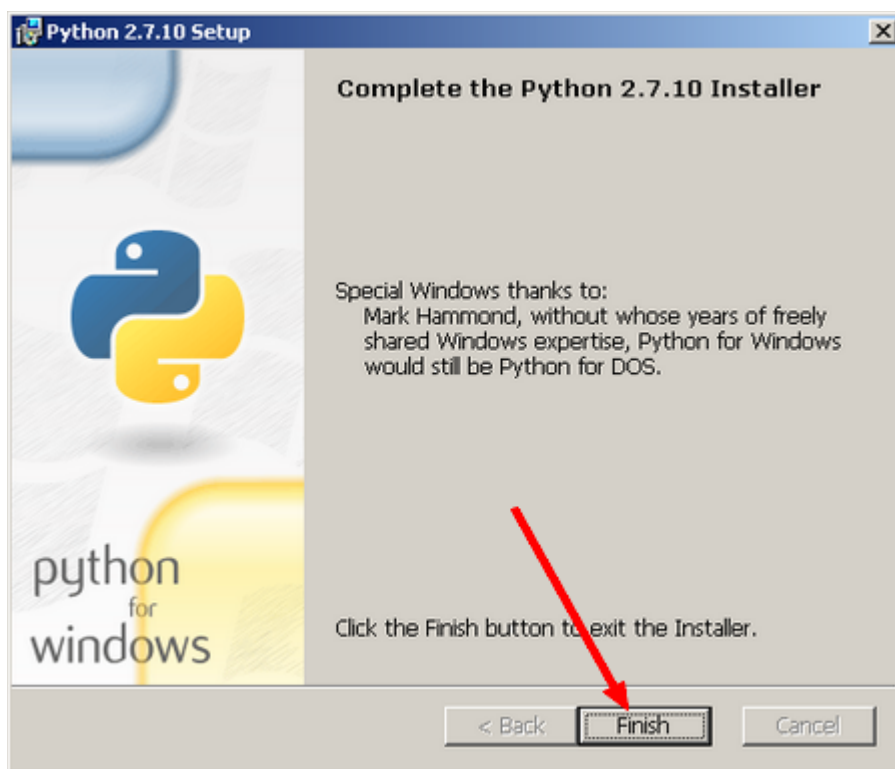 Python 2.7.10 Setup
Complete the Python 2.7.10 Installer
Special Windows thanks to:
Mark Hammond, without whose years of freely
shared Windows expertise, Python for Windows
would still be Python for DOS.
python
for
windows
Click the Finish button to exit the Installer.
< Back
Finish
Cancel